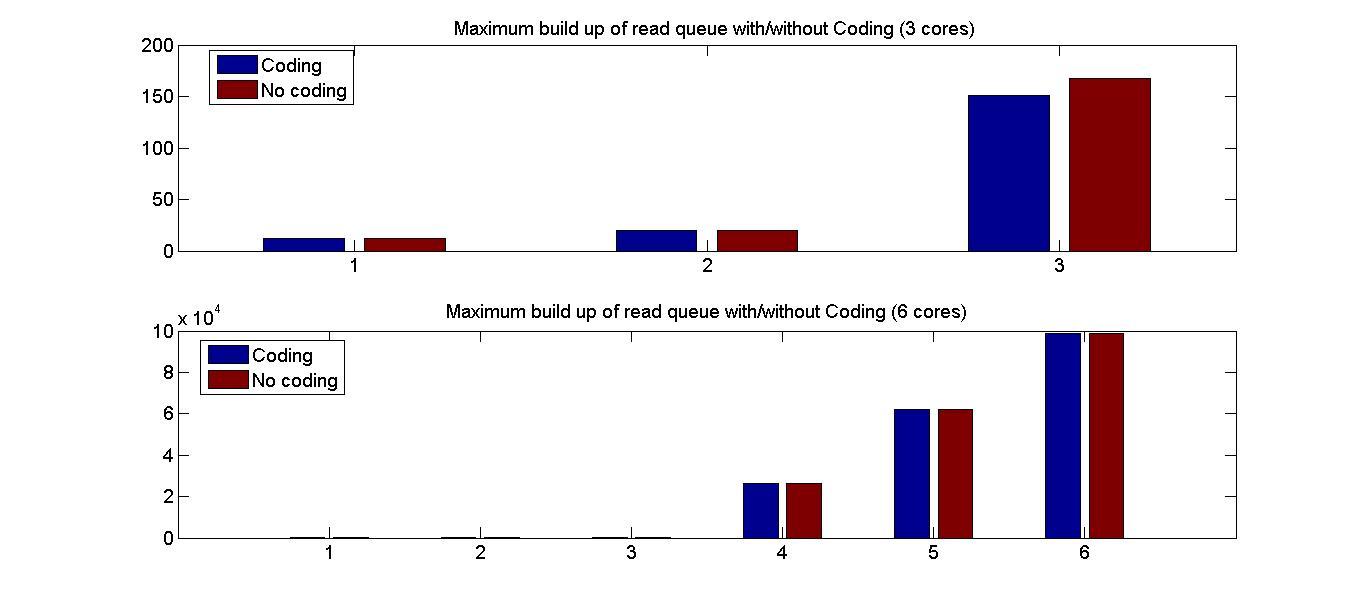 Maximum build up of read queue with/without Coding (3 cores)
200
150
100
50
0
Coding
No coding
1 2 3
Maximum build up of read queue with/without Coding (6 cores)
x 10^4
10
8
6
4
2
0
Coding
No coding
1 2 3 4 5 6